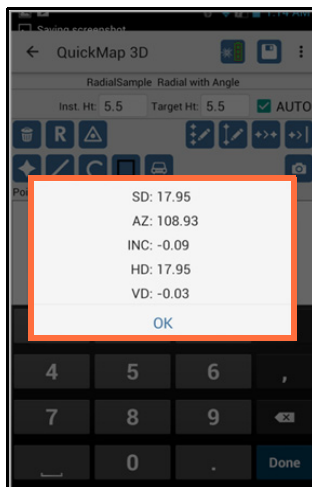 Saving screenshot...
QuickMap 3D
RadialSample Radial with Angle
Inst. Ht: 5.5 Target Ht: 5.5 AUTO
R
SD: 17.95
AZ: 108.93
INC: -0.09
HD: 17.95
VD: -0.03
OK
4 5 6 ,
7 8 9
0 . Done